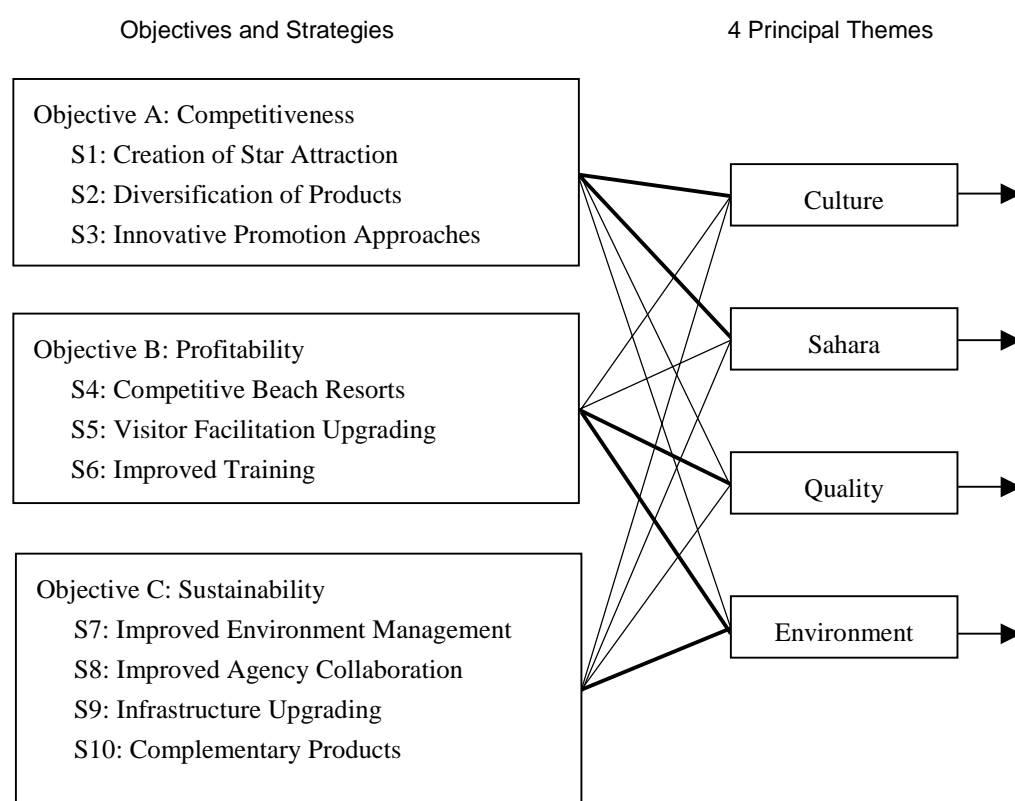 Objectives and Strategies
4 Principal Themes
Objective A: Competitiveness
S1: Creation of Star Attraction
S2: Diversification of Products
S3: Innovative Promotion Approaches
Objective B: Profitability
S4: Competitive Beach Resorts
S5: Visitor Facilitation Upgrading
S6: Improved Training
Objective C: Sustainability
S7: Improved Environment Management
S8: Improved Agency Collaboration
S9: Infrastructure Upgrading
S10: Complementary Products
Culture
Sahara
Quality
Environment